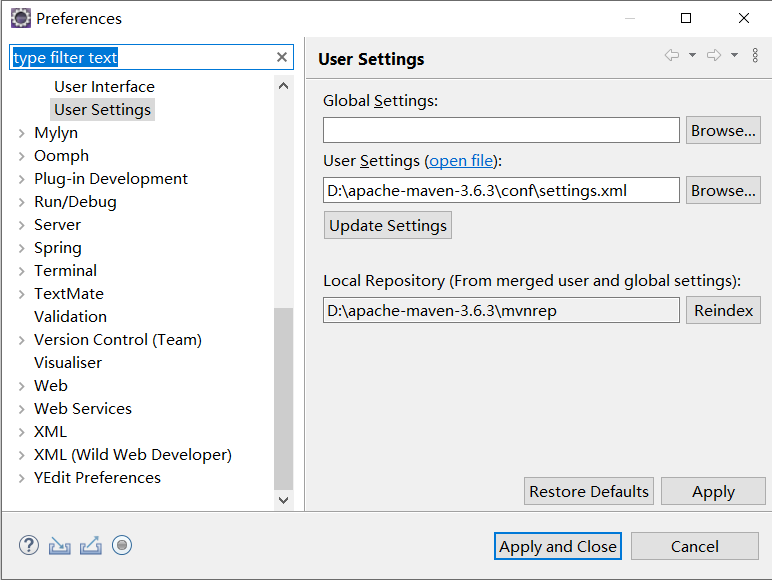 Preferences
type filter text
User Interface
User Settings
Mylyn
Oomph
Plug-in Development
Run/Debug
Server
Spring
Terminal
TextMate
Validation
Version Control (Team)
Visualiser
Web
Web Services
XML
XML (Wild Web Developer)
YEdit Preferences
User Settings
Global Settings:
Browse...
User Settings (open file):
D:\apache-maven-3.6.3\conf\settings.xml
Browse...
Update Settings
Local Repository (From merged user and global settings):
D:\apache-maven-3.6.3\mvnrep
Reindex
Restore Defaults
Apply
Apply and Close
Cancel